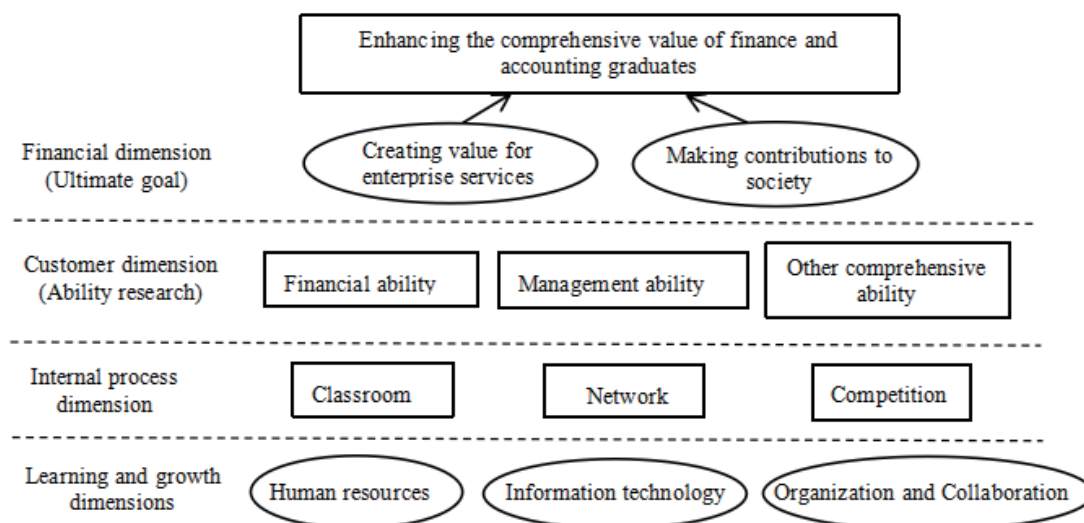 Enhancing the comprehensive value of finance and
accounting graduates
Financial dimension
(Ultimate goal)
Creating value for
enterprise services
Making contributions to
society
Customer dimension
(Ability research)
Financial ability
Management ability
Other comprehensive
ability
Internal process
dimension
Classroom
Network
Competition
Learning and growth
dimensions
Human resources
Information technology
Organization and Collaboration